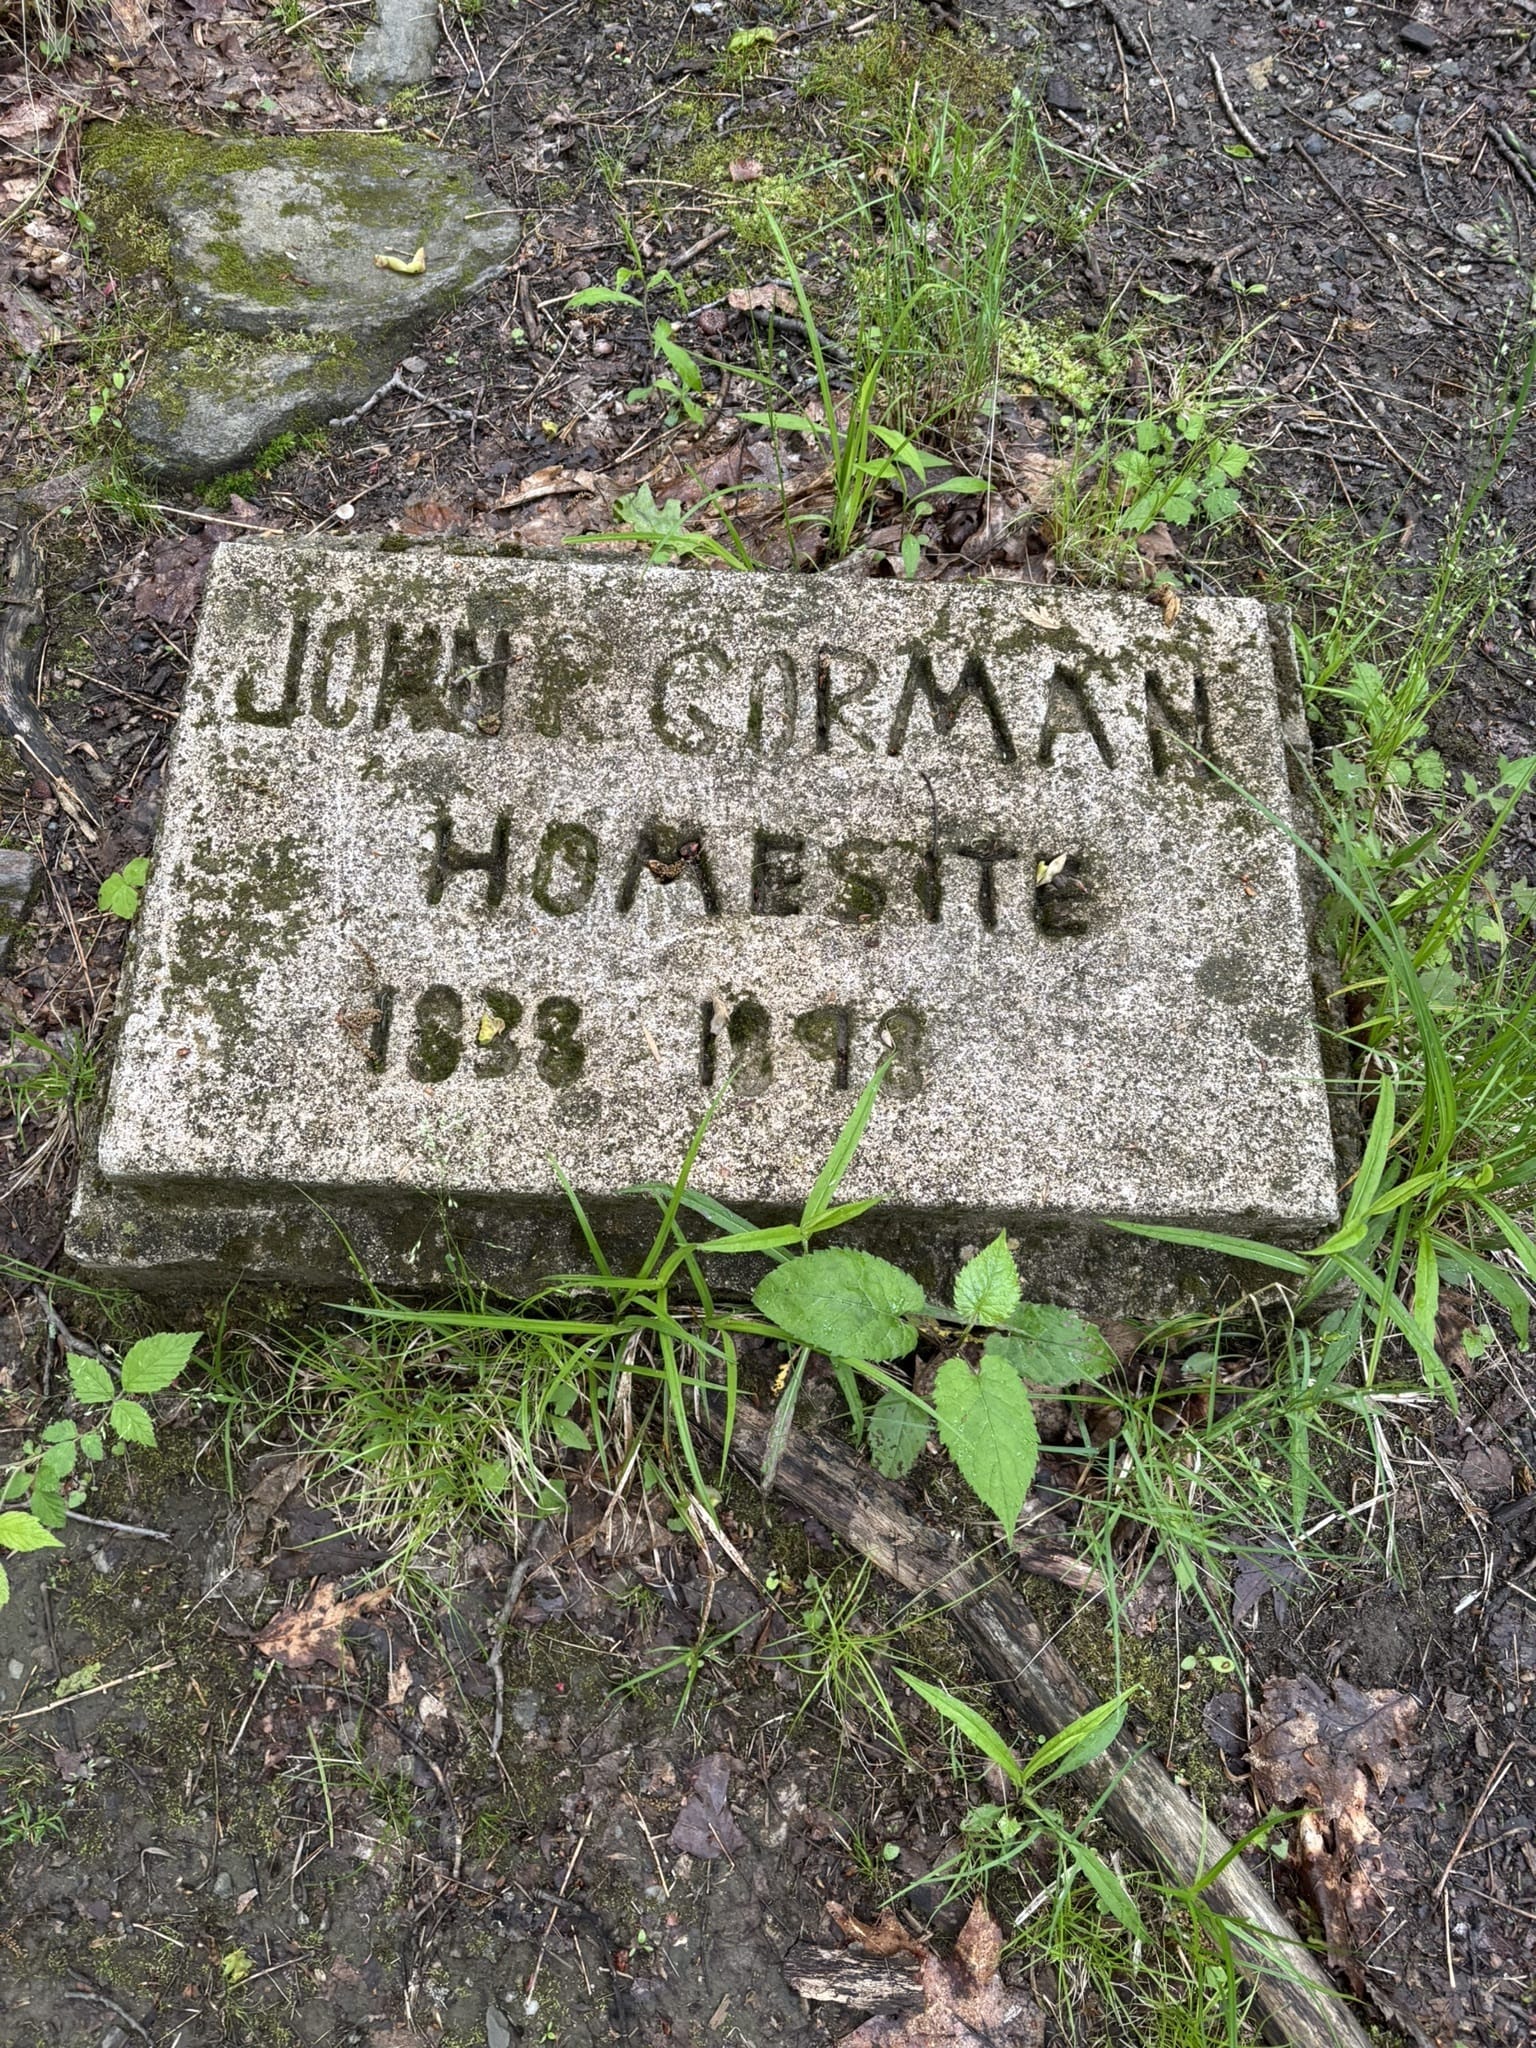 JOHN P. GORMAN
HOMESITE
1838 1898